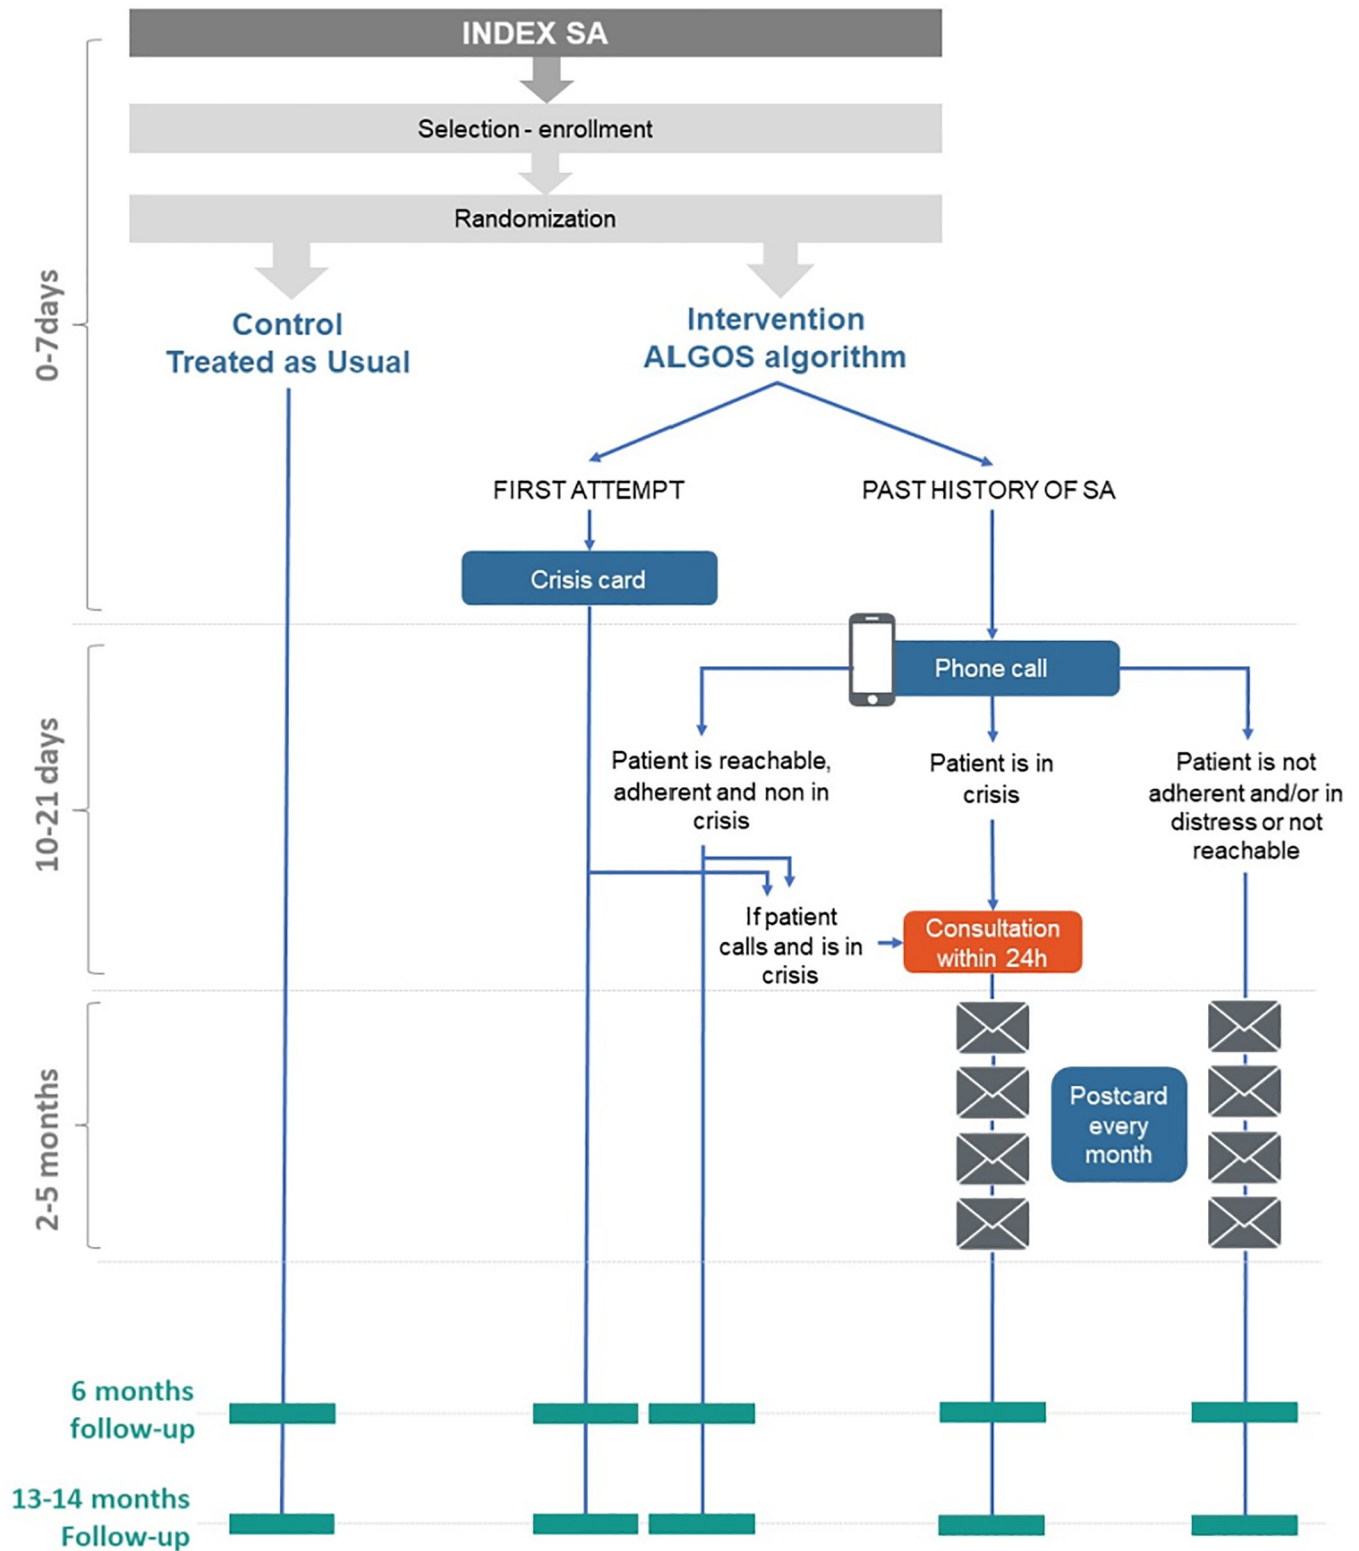 INDEX SA
Selection - enrollment
Randomization
0-7days
Control
Treated as Usual
Intervention
ALGOS algorithm
FIRST ATTEMPT
PAST HISTORY OF SA
Crisis card
10-21 days
Phone call
Patient is reachable,
adherent and non in
crisis
Patient is in
crisis
Patient is not
adherent and/or in
distress or not
reachable
If patient
calls and is in
crisis
Consultation
within 24h
2-5 months
Postcard
every
month
6 months
follow-up
13-14 months
Follow-up